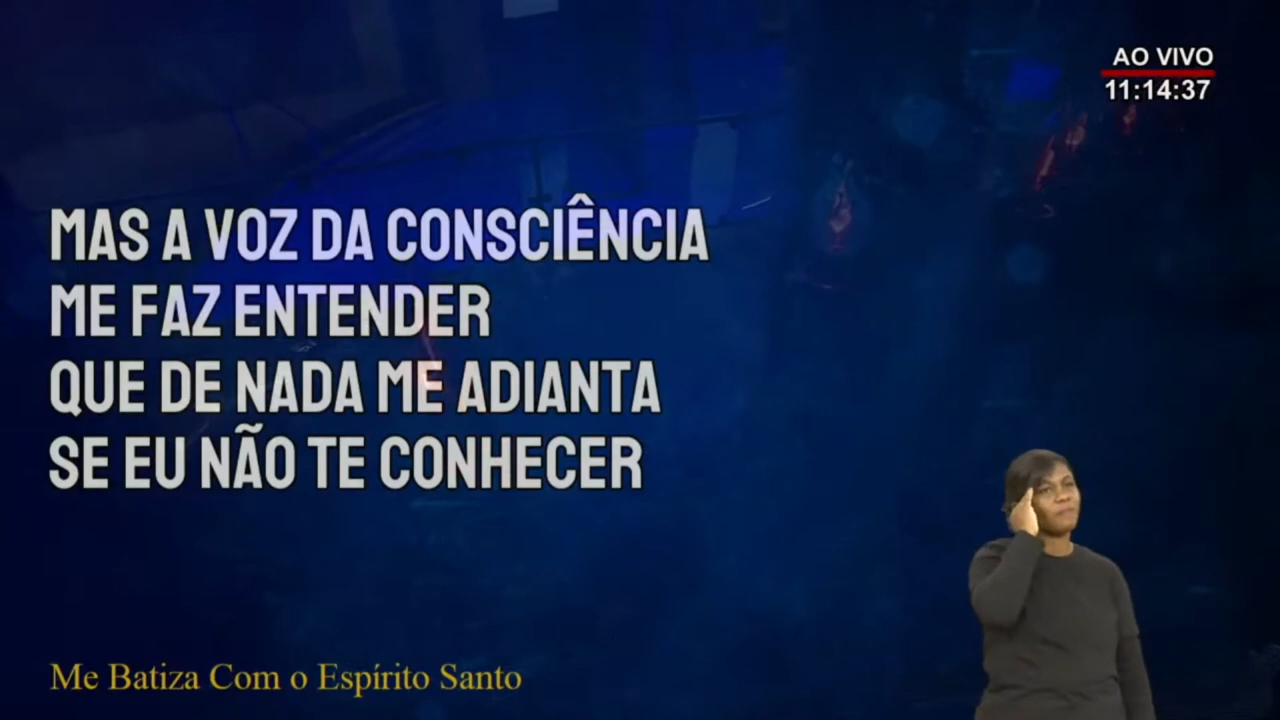 AO VIVO
11:14:37
MAS A VOZ DA CONSCIÊNCIA
ME FAZ ENTENDER
QUE DE NADA ME ADIANTA
SE EU NÃO TE CONHECER
Me Batiza Com o Espírito Santo